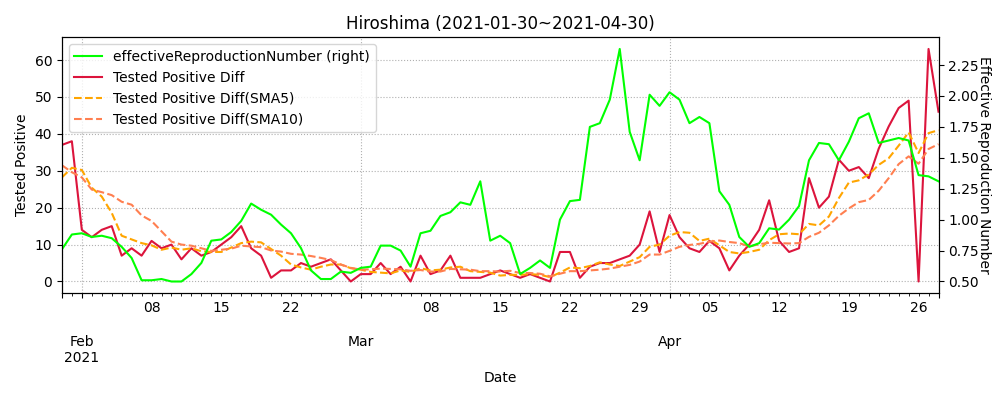 Hiroshima (2021-01-30~2021-04-30)
effectiveReproductionNumber (right)
Tested Positive Diff
Tested Positive Diff(SMA5)
Tested Positive Diff(SMA10)
Tested Positive
60
50
40
30
20
10
0
Effective Reproduction Number
2.25
2.00
1.75
1.50
1.25
1.00
0.75
0.50
08 15 22 08 15 22 29 05 12 19 26
Feb Mar Apr
2021
Date